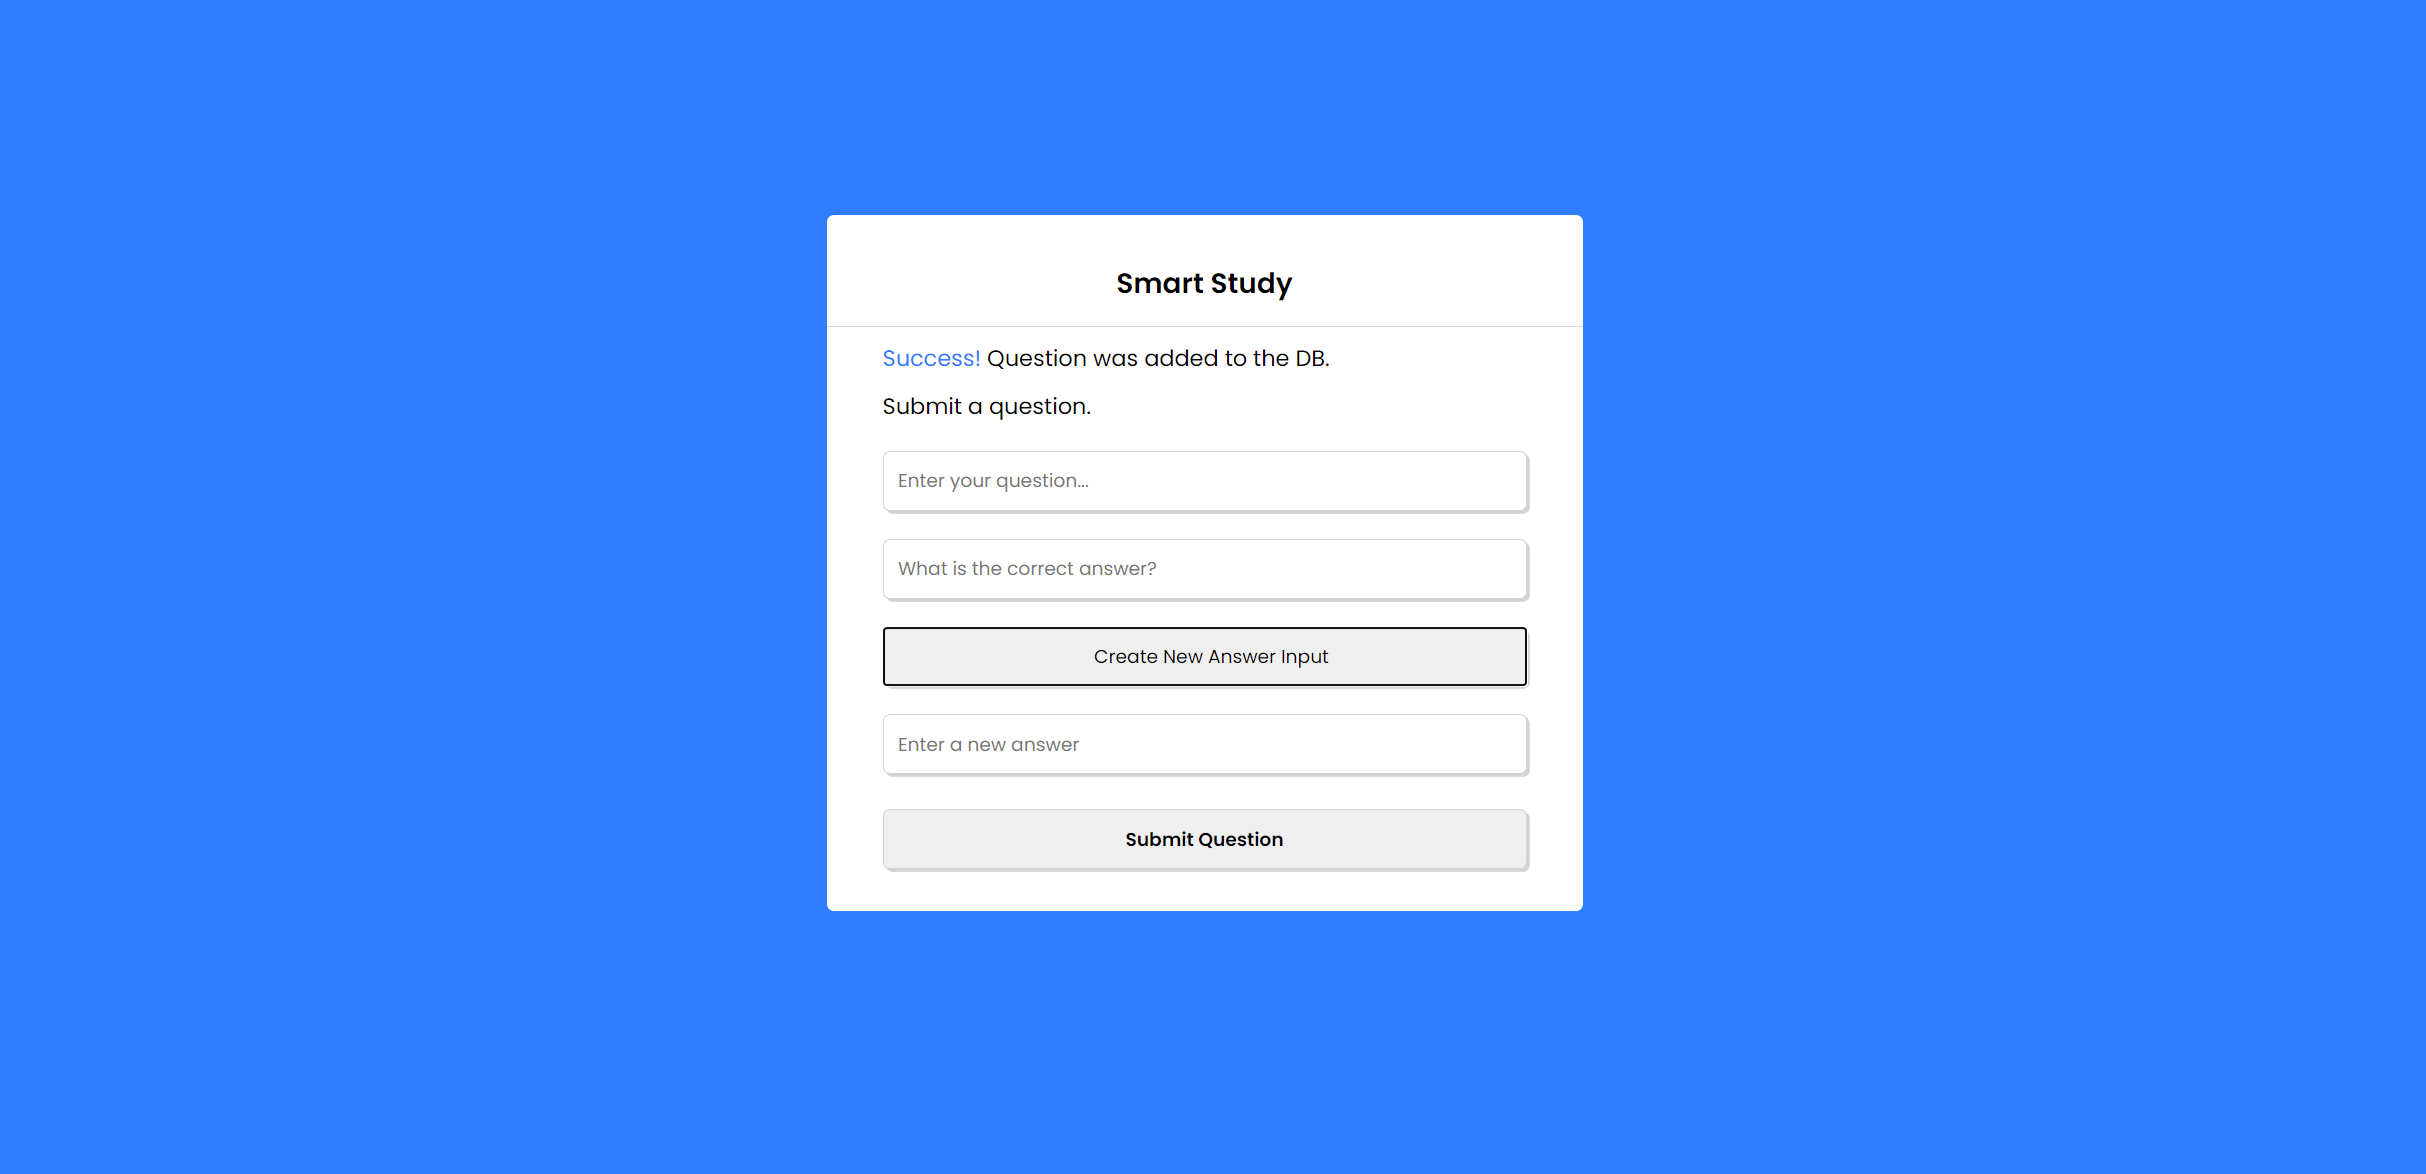 Smart Study
Success! Question was added to the DB.
Submit a question.
Enter your question...
What is the correct answer?
Create New Answer Input
Enter a new answer
Submit Question